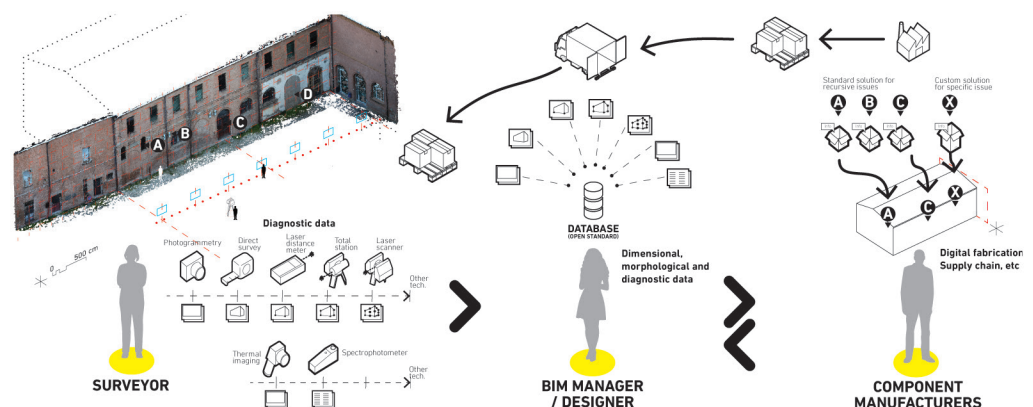 A
B
C
D
0
500 cm
Diagnostic data
Photogrammetry
Direct
survey
Laser
distance
meter
Total
station
Laser
scanner
Other
tech.
Thermal
imaging
Spectrophotometer
Other
tech.
SURVEYOR
DATABASE
(OPEN STANDARD)
Dimensional,
morphological and
diagnostic data
BIM MANAGER
/ DESIGNER
Standard solution for
recursive issues
Custom solution
for specific issue
A
B
C
X
A
C
X
Digital fabrication
Supply chain, etc
COMPONENT
MANUFACTURERS